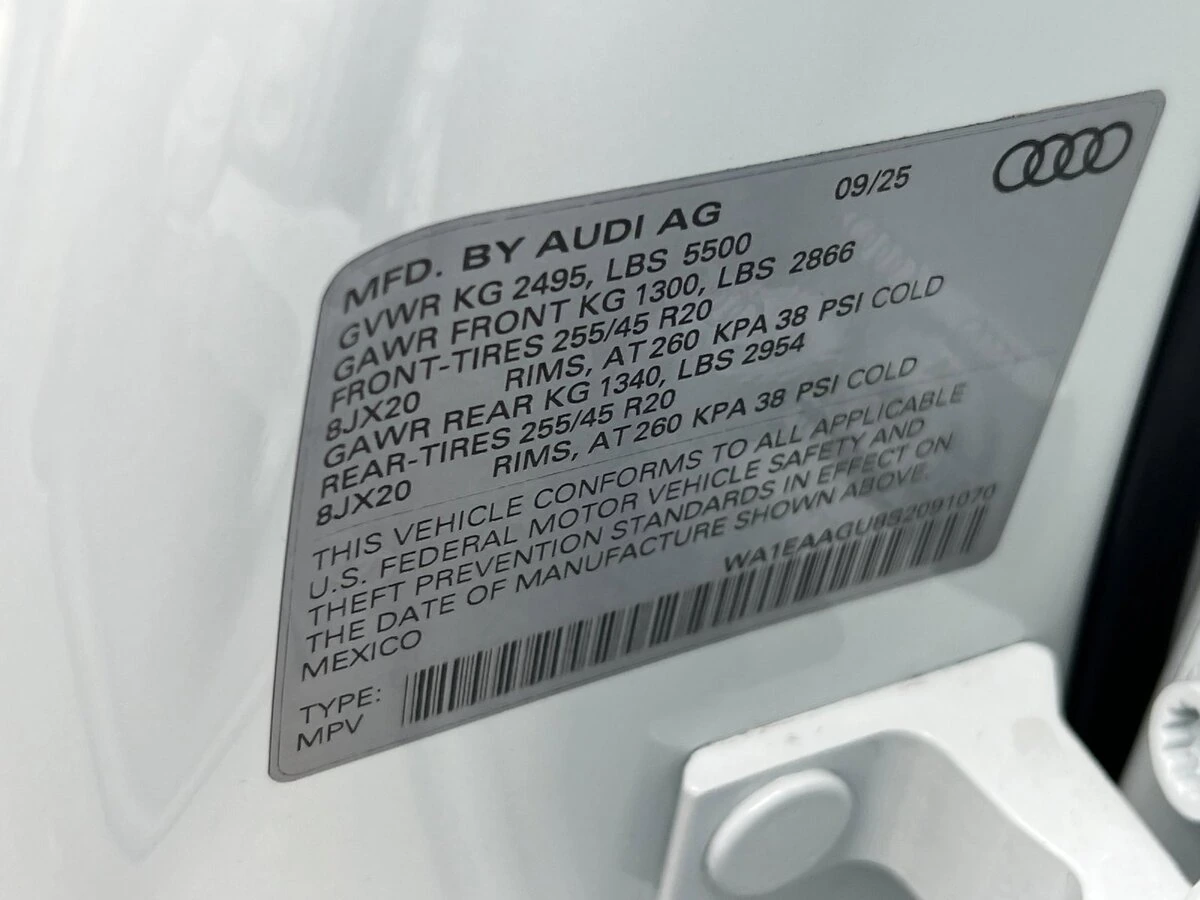 09/25
MFD. BY AUDI AG
GVWR KG 2495, LBS 5500
GAWR FRONT KG 1300, LBS 2866
FRONT-TIRES 255/45 R20
8JX20 RIMS, AT 260 KPA 38 PSI COLD
GAWR REAR KG 1340, LBS 2954
REAR-TIRES 255/45 R20
8JX20 RIMS, AT 260 KPA 38 PSI COLD
THIS VEHICLE CONFORMS TO ALL APPLICABLE
U.S. FEDERAL MOTOR VEHICLE SAFETY AND
THEFT PREVENTION STANDARDS IN EFFECT ON
THE DATE OF MANUFACTURE SHOWN ABOVE.
MEXICO
TYPE:
MPV